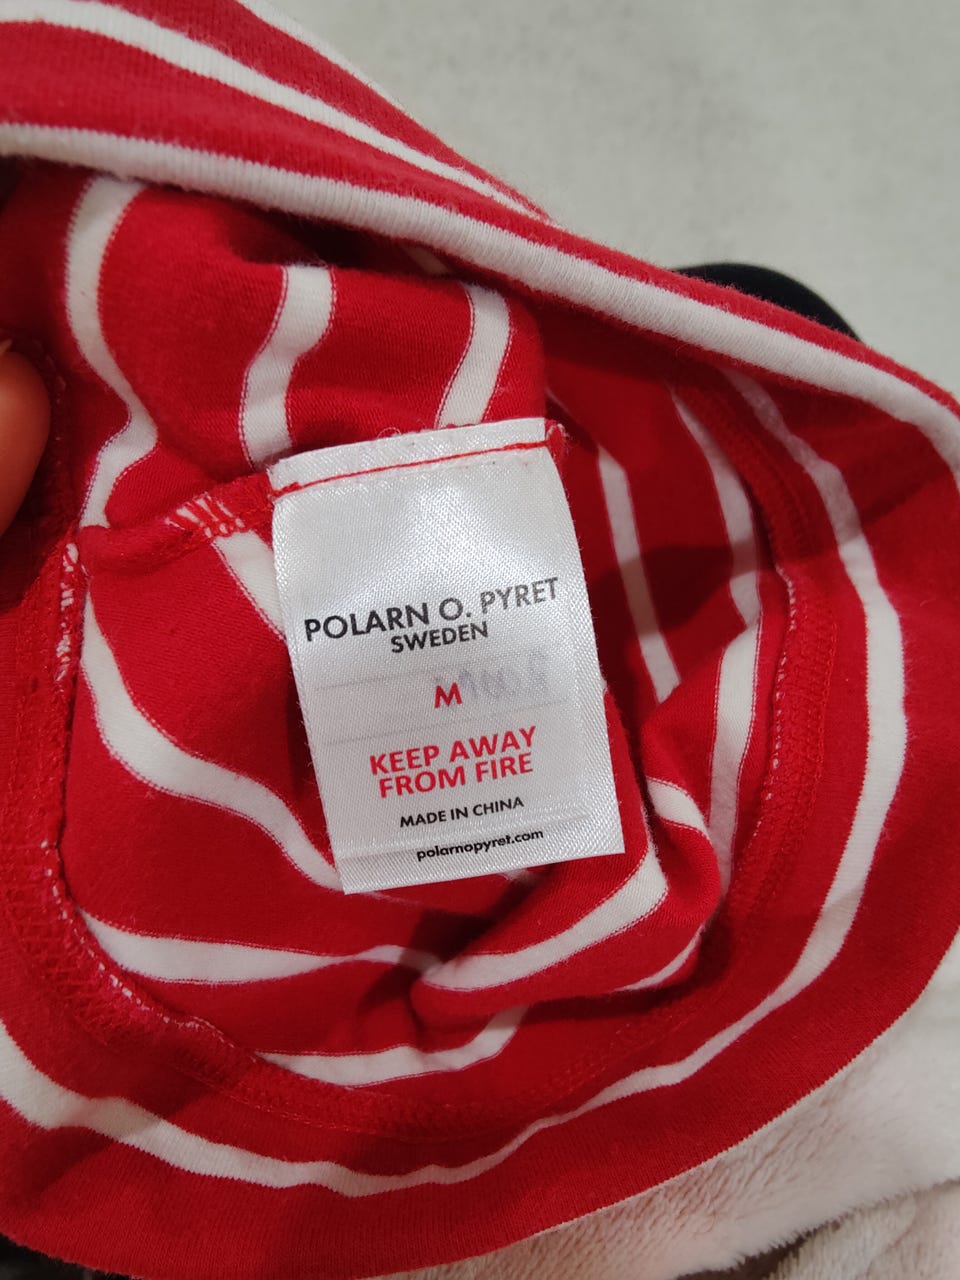 POLARN O. PYRET
SWEDEN
M
KEEP AWAY
FROM FIRE
MADE IN CHINA
polarnopyret.com